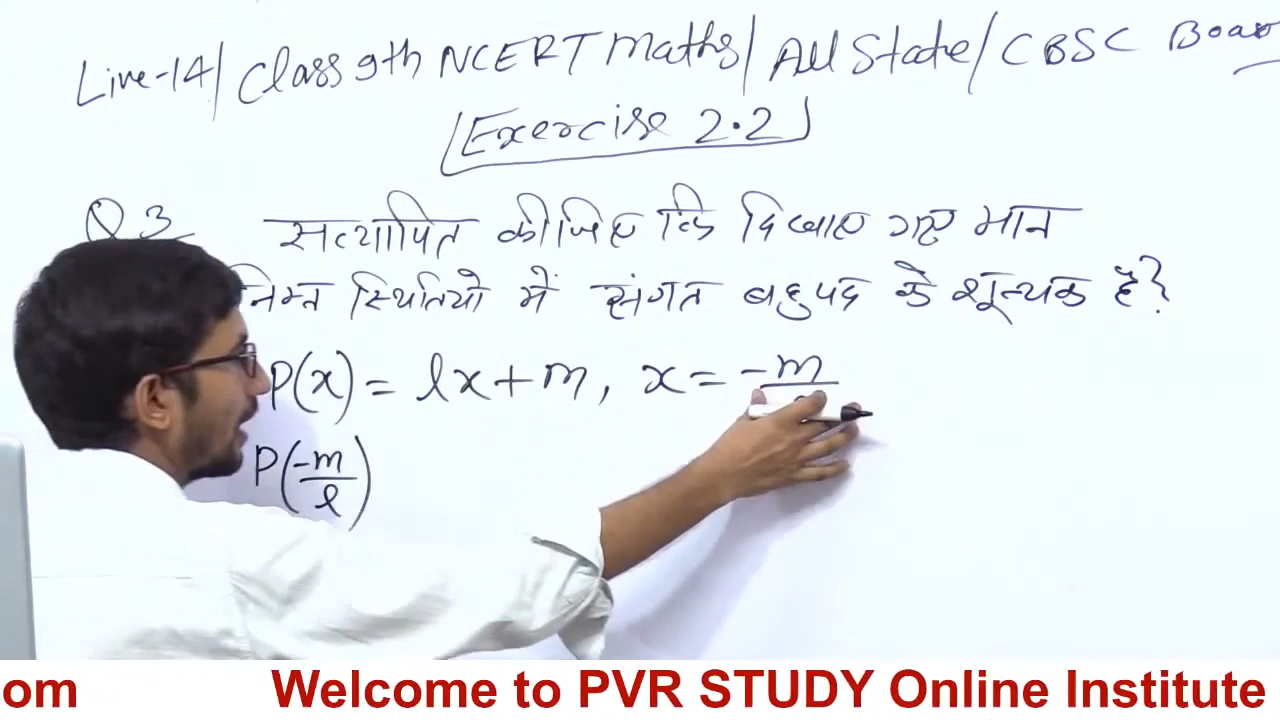 Live-14/ Class 9th NCERT Maths/ All State/ CBSC Boar
Exercise 2.2
Q 3 सत्यापित कीजिए कि दिखाए गए मान
निम्न स्थितियों में संगत बहुपद के शून्यक है?
P(x) = lx+m, x = -m
P(-m/l)
om Welcome to PVR STUDY Online Institute